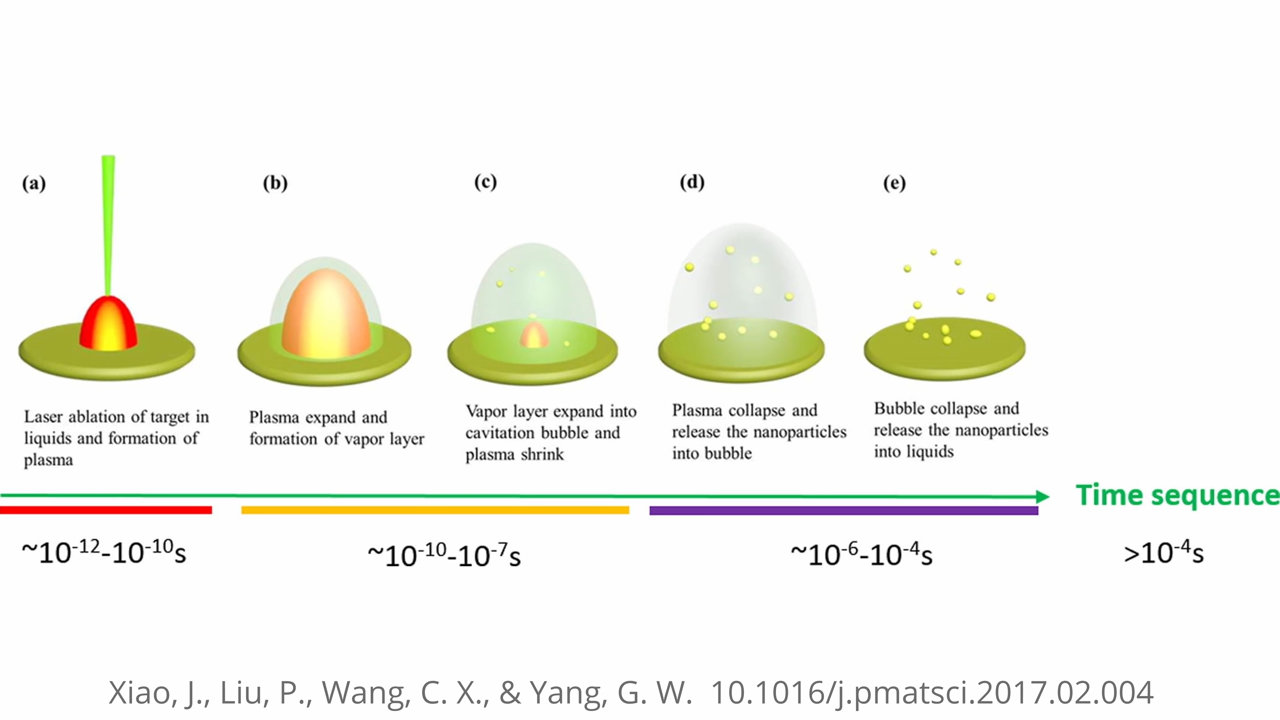 (a)
(b)
(c)
(d)
(e)
Laser ablation of target in
liquids and formation of
plasma
Plasma expand and
formation of vapor layer
Vapor layer expand into
cavitation bubble and
plasma shrink
Plasma collapse and
release the nanoparticles
into bubble
Bubble collapse and
release the nanoparticles
into liquids
Time sequence
~10⁻¹²-10⁻¹⁰s
~10⁻¹⁰-10⁻⁷s
~10⁻⁶-10⁻⁴s
>10⁻⁴s
Xiao, J., Liu, P., Wang, C. X., & Yang, G. W. 10.1016/j.pmatsci.2017.02.004